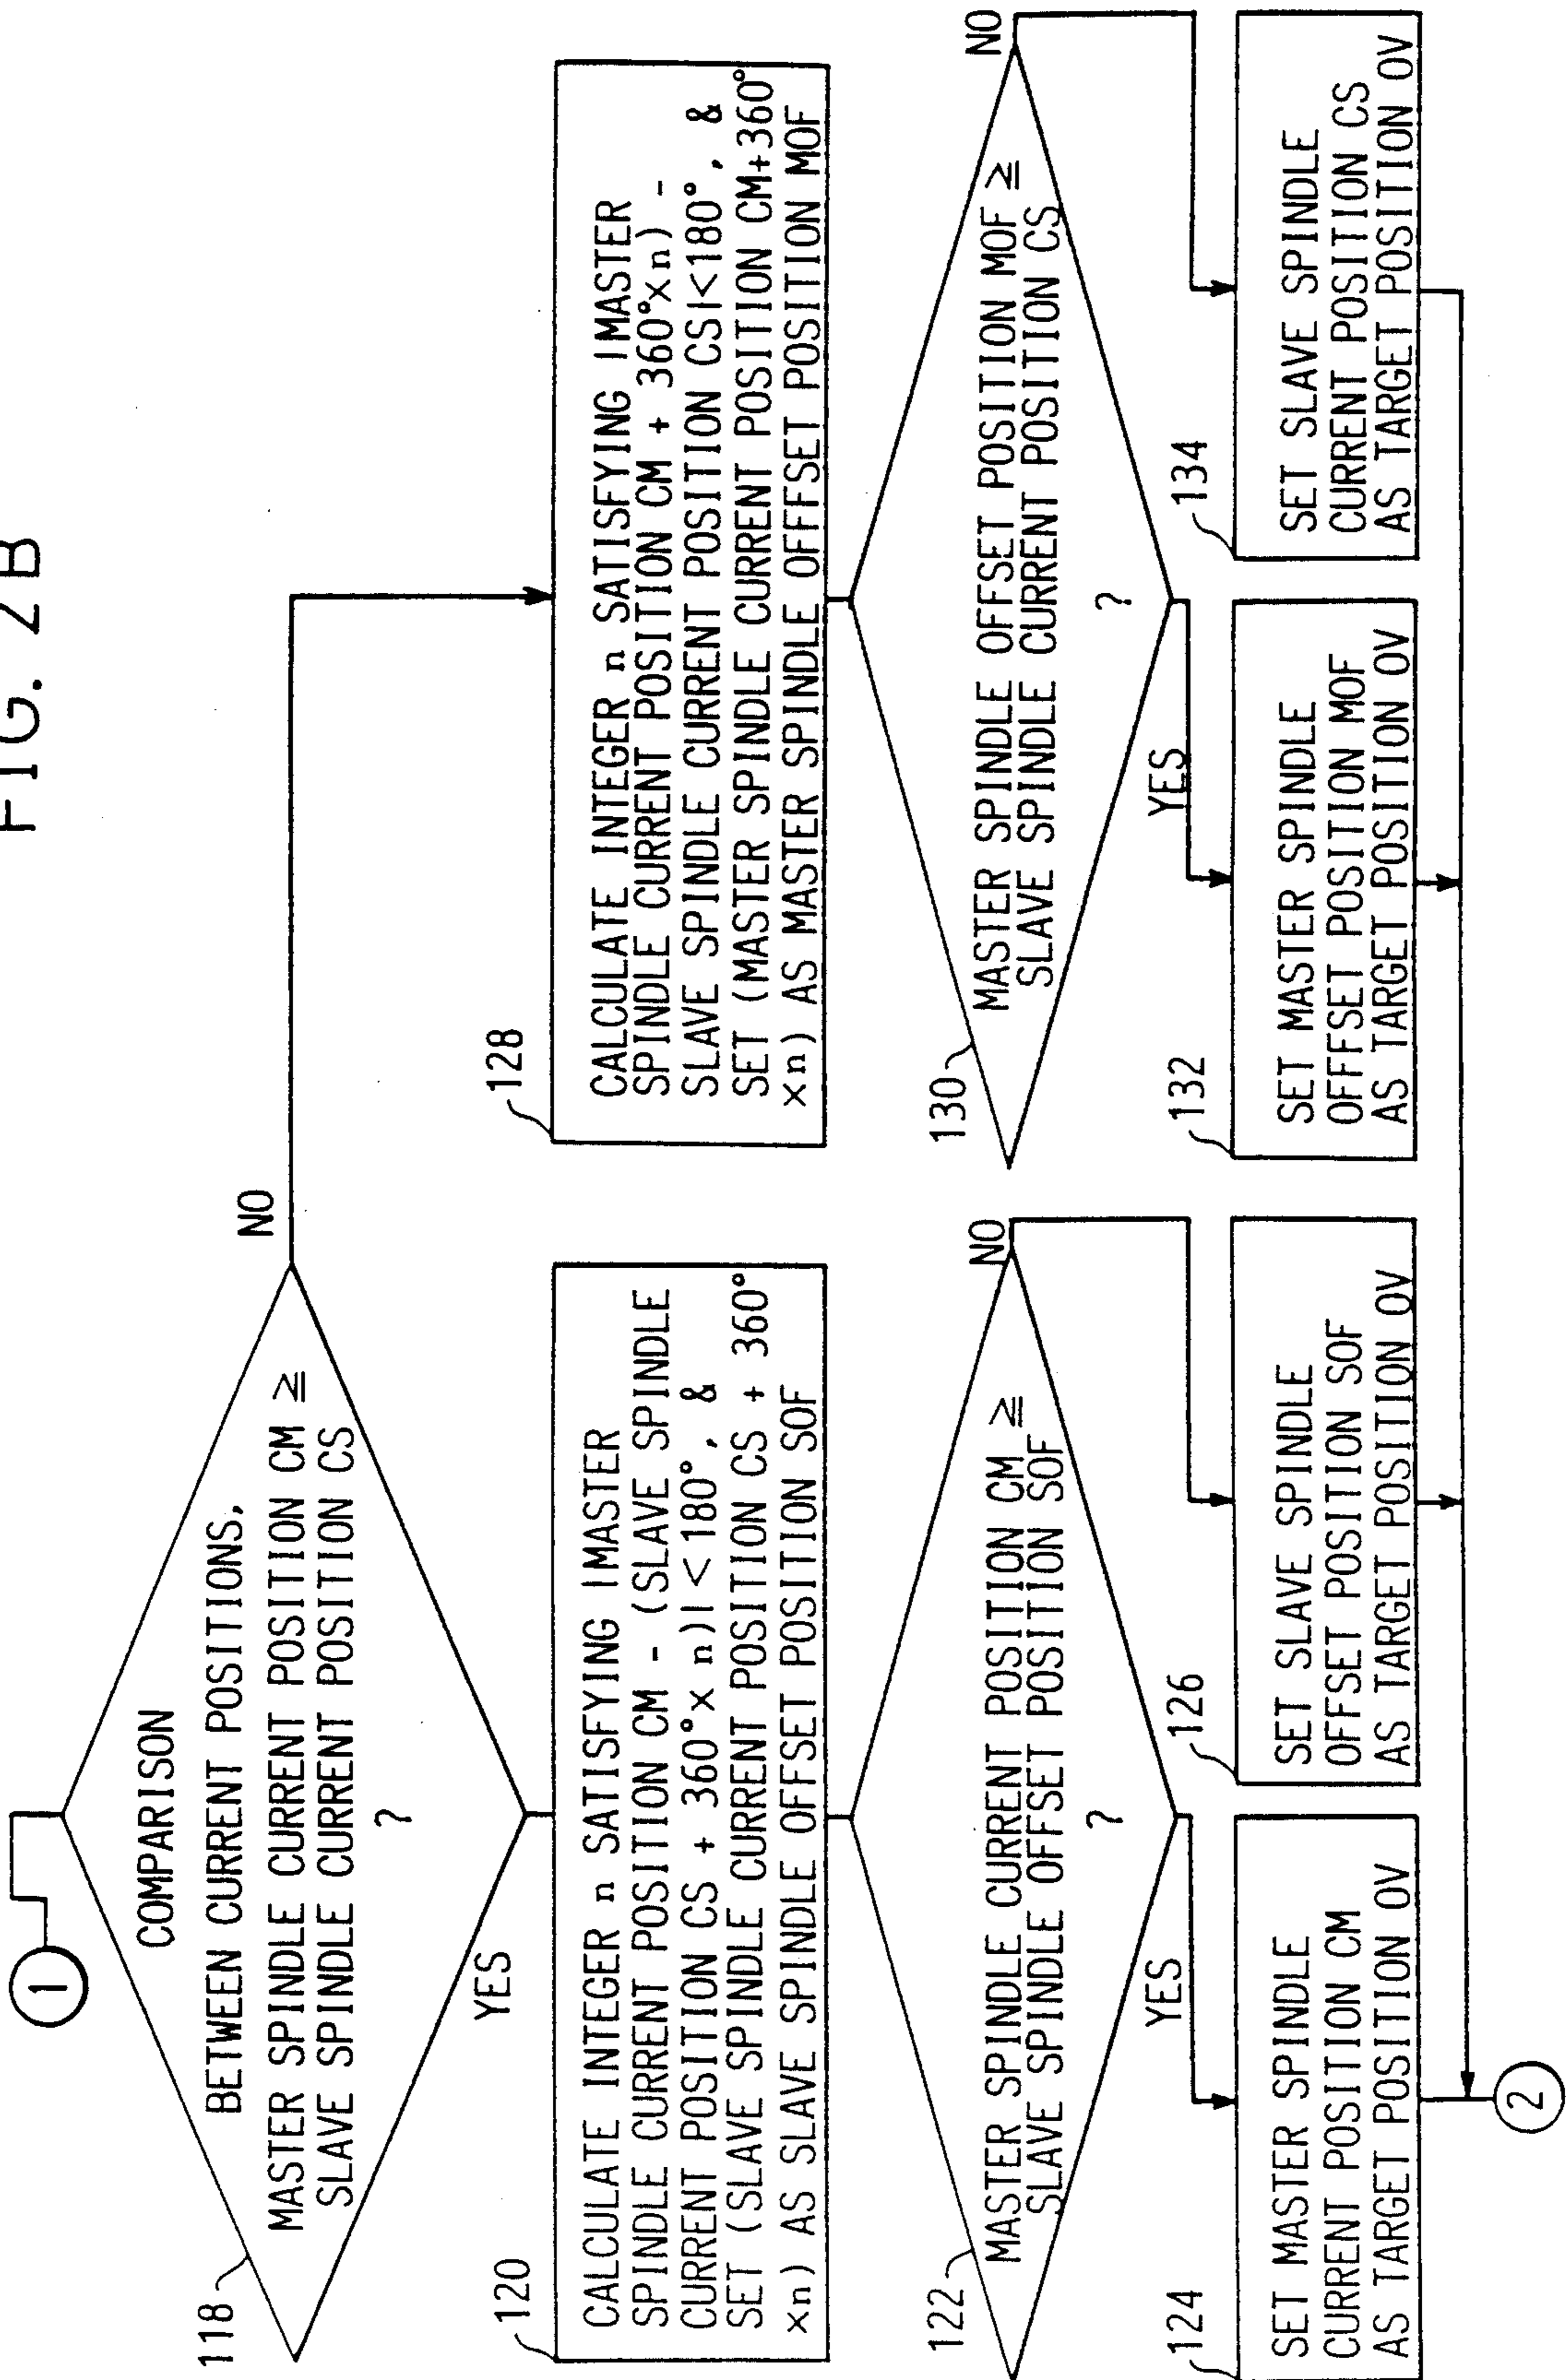 FIG. 2B
1
118
COMPARISON
BETWEEN CURRENT POSITIONS,
MASTER SPINDLE CURRENT POSITION CM ≧
SLAVE SPINDLE CURRENT POSITION CS
?
NO
YES
120
CALCULATE INTEGER n SATISFYING |MASTER
SPINDLE CURRENT POSITION CM - (SLAVE SPINDLE
CURRENT POSITION CS + 360°× n)| < 180°, &
SET (SLAVE SPINDLE CURRENT POSITION CS + 360°
×n) AS SLAVE SPINDLE OFFSET POSITION SOF
128
CALCULATE INTEGER n SATISFYING |MASTER
SPINDLE CURRENT POSITION CM + 360°×n) -
SLAVE SPINDLE CURRENT POSITION CS|<180°, &
SET (MASTER SPINDLE CURRENT POSITION CM+360°
×n) AS MASTER SPINDLE OFFFSET POSITION MOF
122
MASTER SPINDLE CURRENT POSITION CM ≧
SLAVE SPINDLE OFFSET POSITION SOF
?
NO
YES
130
MASTER SPINDLE OFFSET POSITION MOF ≧
SLAVE SPINDLE CURRENT POSITION CS
?
NO
YES
124
SET MASTER SPINDLE
CURRENT POSITION CM
AS TARGET POSITION OV
126
SET SLAVE SPINDLE
OFFSET POSITION SOF
AS TARGET POSITION OV
132
SET MASTER SPINDLE
OFFFSET POSITION MOF
AS TARGET POSITION OV
134
SET SLAVE SPINDLE
CURRENT POSITION CS
AS TARGET POSITION OV
2